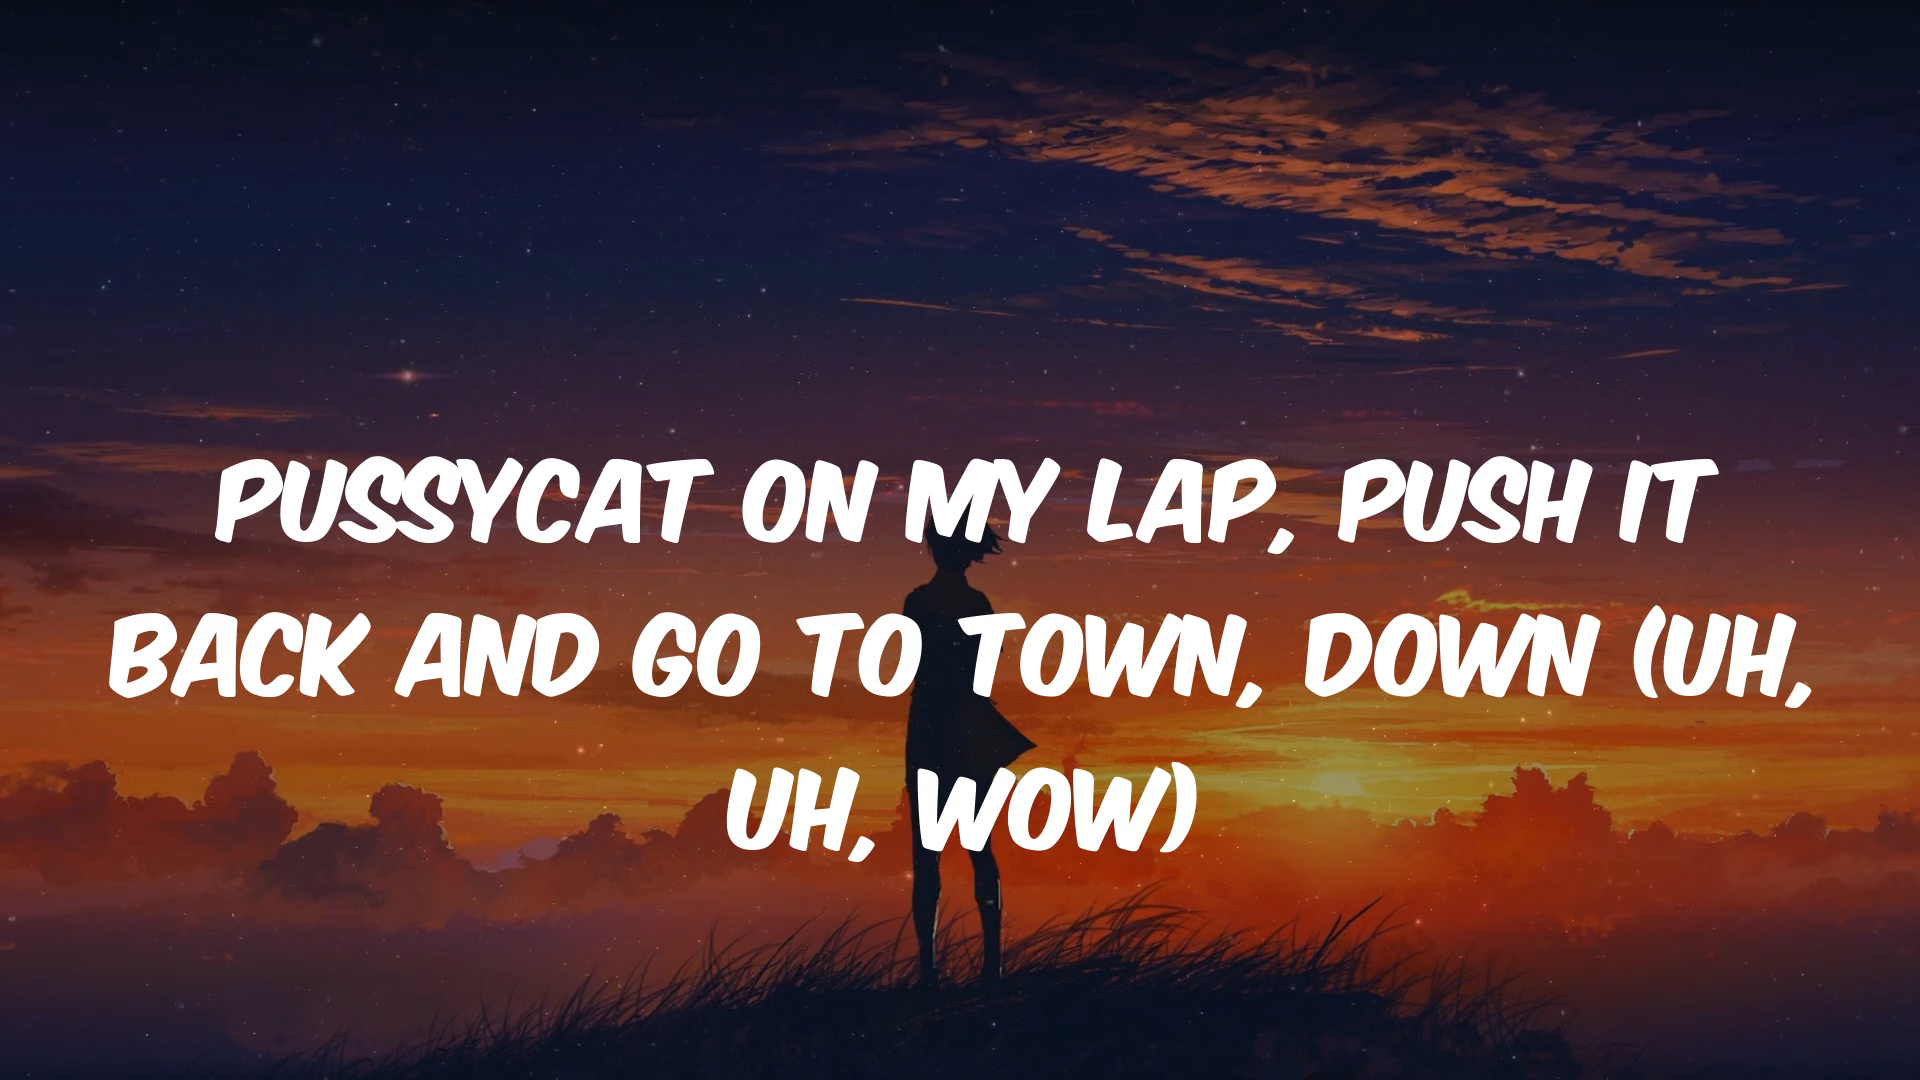 PUSSYCAT ON MY LAP, PUSH IT
BACK AND GO TO TOWN, DOWN (UH,
UH, WOW)